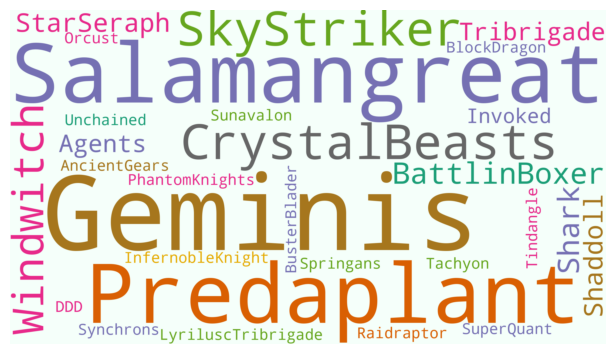 StarSeraph
SkyStriker
Tribrigade
Orcust
BlockDragon
Salamangreat
Unchained
Sunavalon
Invoked
Agents
CrystalBeasts
AncientGears
BattlinBoxer
PhantomKnights
Windwitch
Geminis
BusterBlader
Tindangle
Shark
Shaddoll
InfernobleKnight
Springans
Tachyon
Predaplant
DDD
Synchrons
LyriluscTribrigade
Raidraptor
SuperQuant